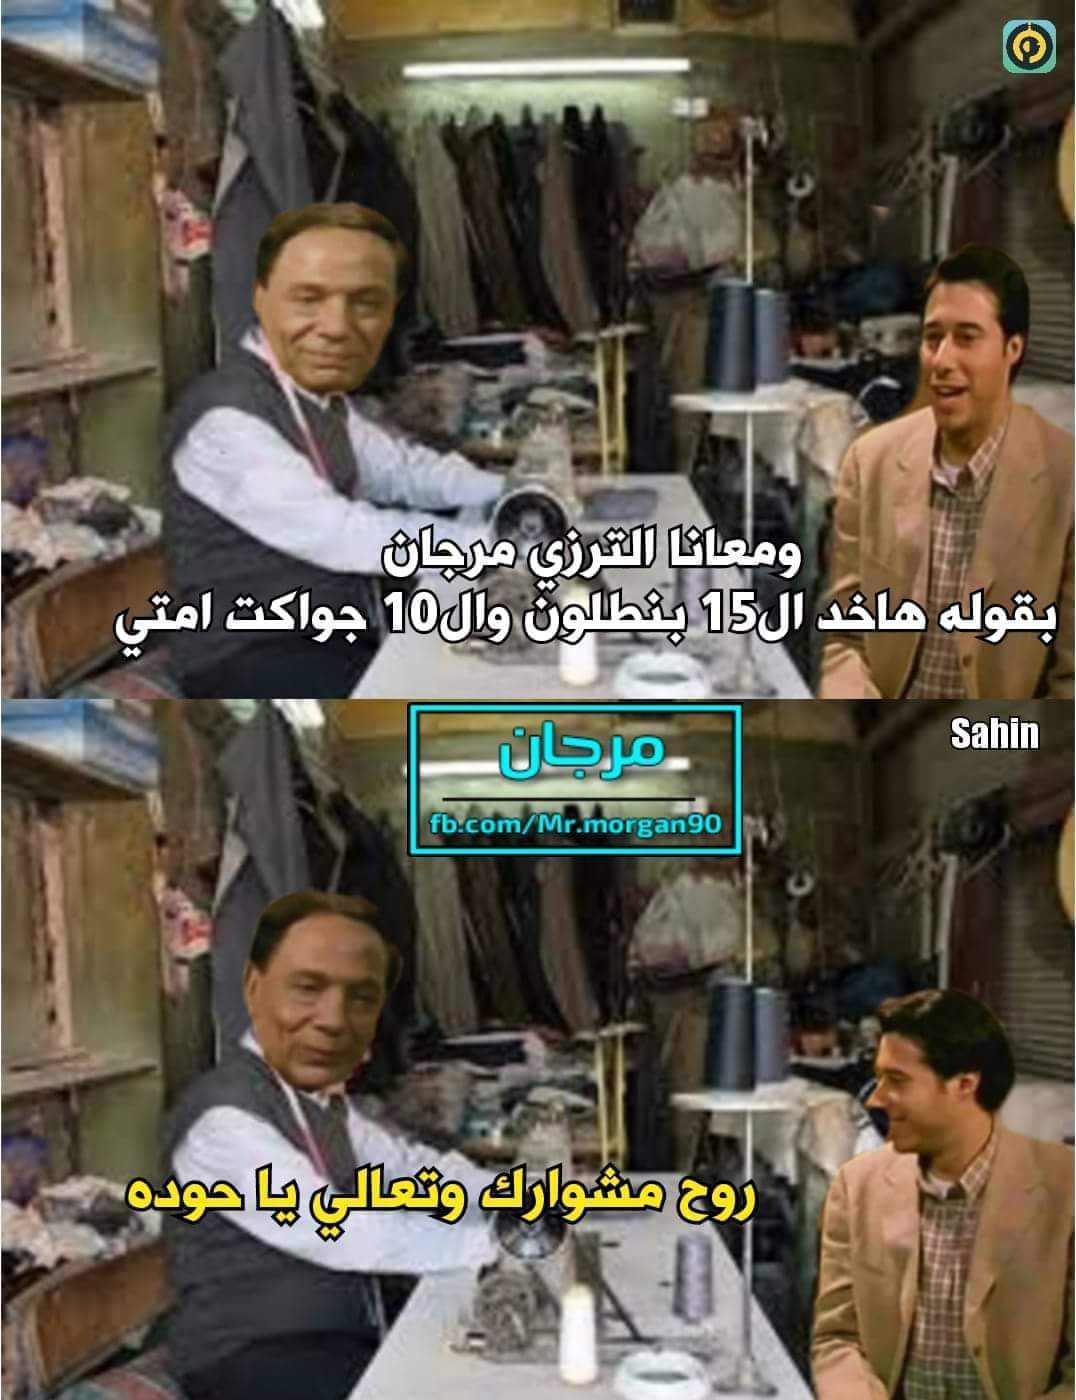 ومعانا الترزي مرجان
بقوله هاخد ال15 بنطلون وال10 جواكت امتي
مرجان
fb.com/Mr.morgan90
Sahin
روح مشوارك وتعالي يا حوده